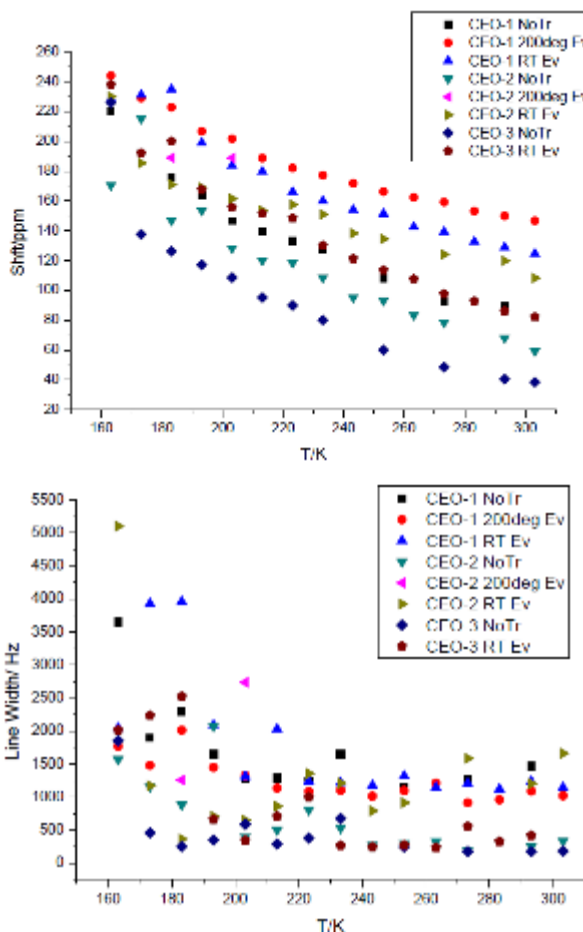 CEO-1 NoTr
CEO-1 200deg Ev
CEO-1 RT Ev
CEO-2 NoTr
CEO-2 200deg Ev
CEO-2 RT Ev
CEO-3 NoTr
CEO-3 RT Ev
260
240
220
200
180
160
140
120
100
80
60
40
20
Shift/ppm
160 180 200 220 240 260 280 300
T/K
CEO-1 NoTr
CEO-1 200deg Ev
CEO-1 RT Ev
CEO-2 NoTr
CEO-2 200deg Ev
CEO-2 RT Ev
CEO-3 NoTr
CEO-3 RT Ev
5500
5000
4500
4000
3500
3000
2500
2000
1500
1000
500
0
Line Width/ Hz
160 180 200 220 240 260 280 300
T/K